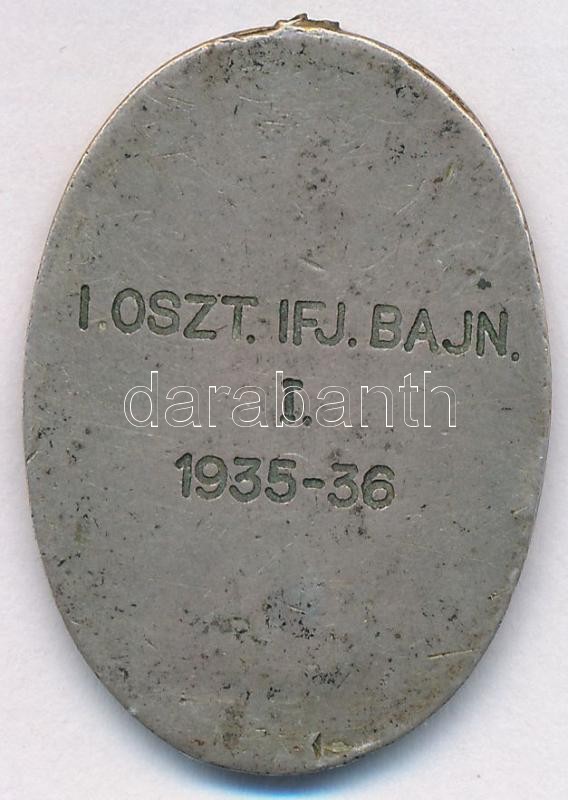 I. OSZT. IFJ. BAJN.
I.
darabanth
1935-36